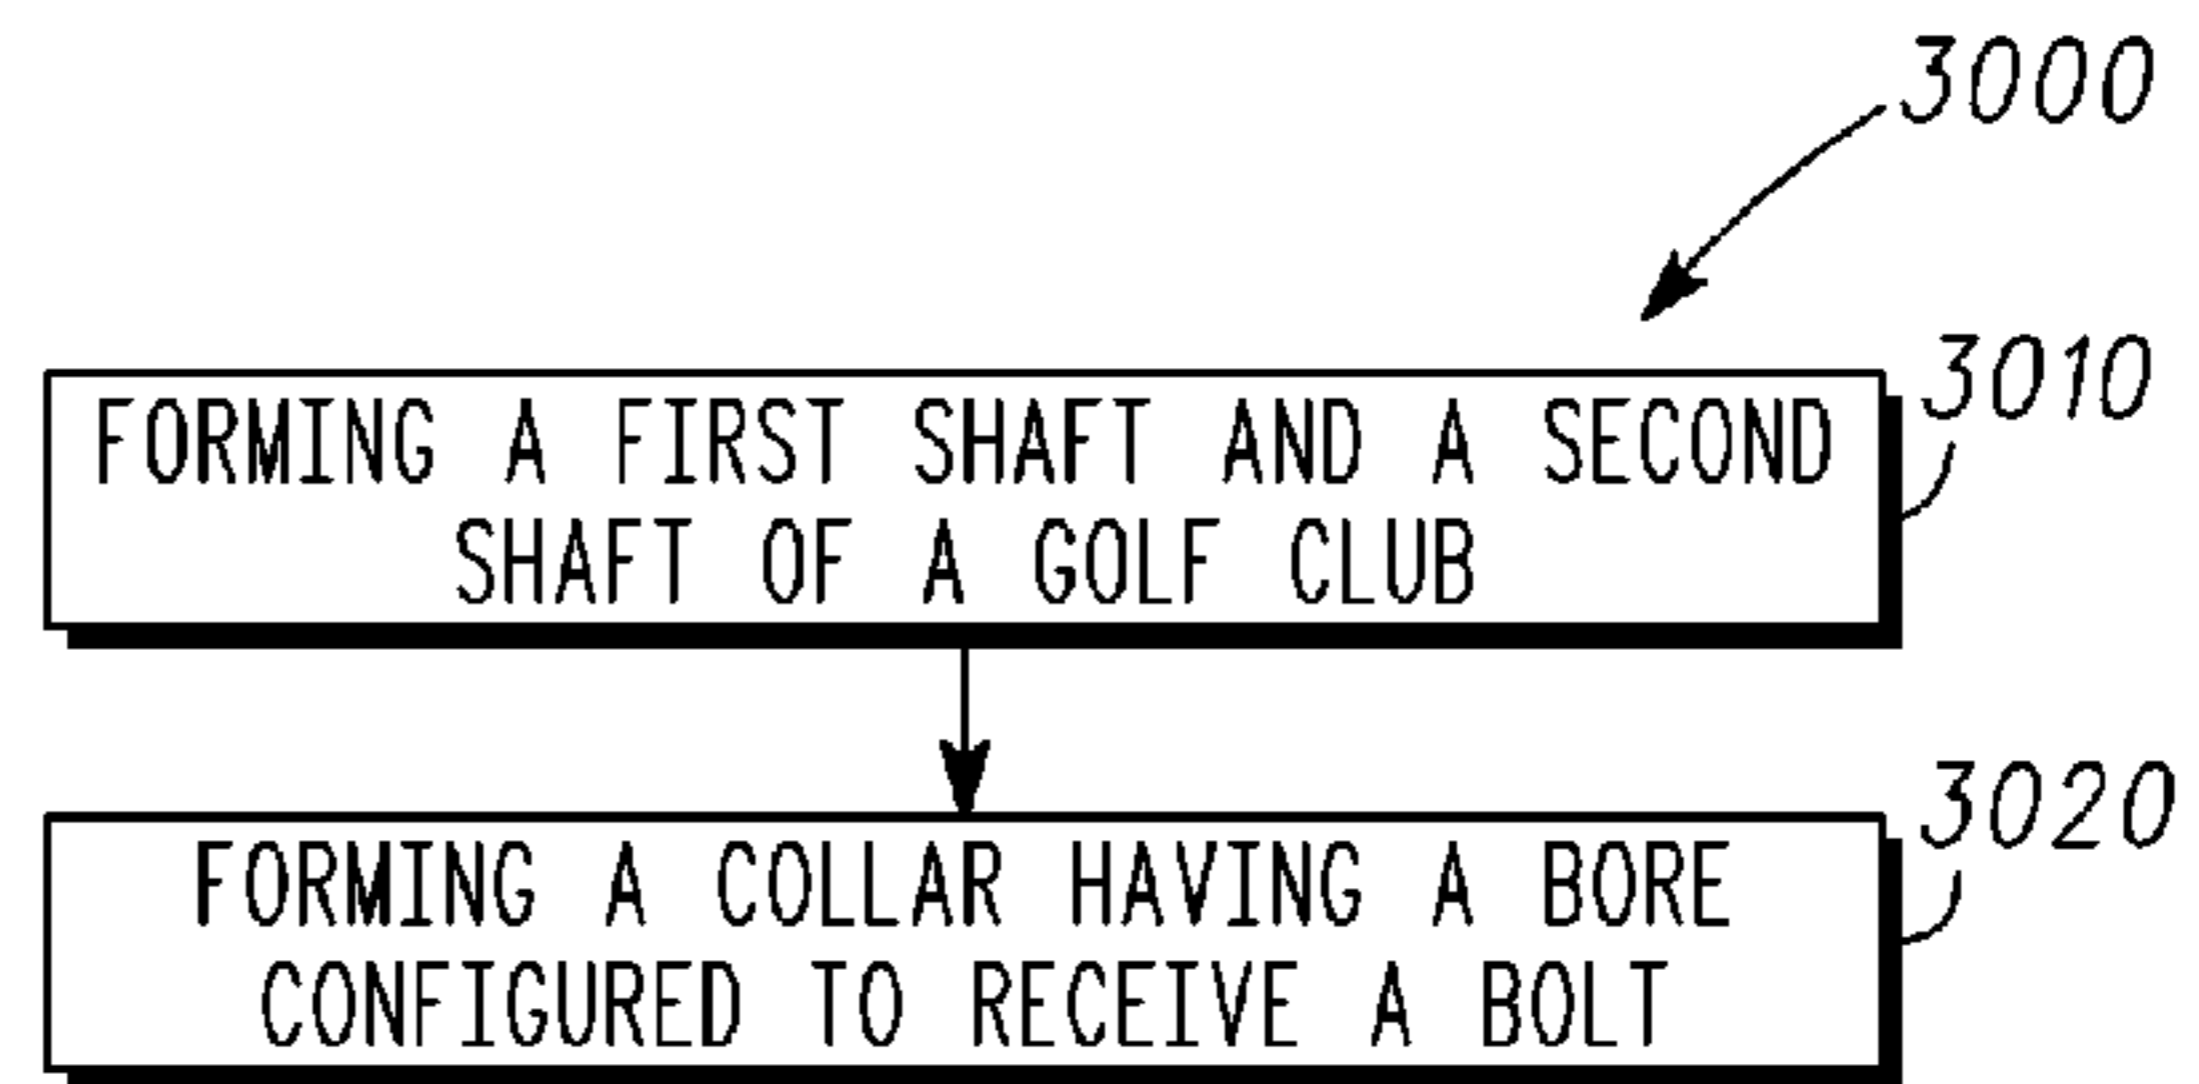 3000
3010
FORMING A FIRST SHAFT AND A SECOND
SHAFT OF A GOLF CLUB
3020
FORMING A COLLAR HAVING A BORE
CONFIGURED TO RECEIVE A BOLT